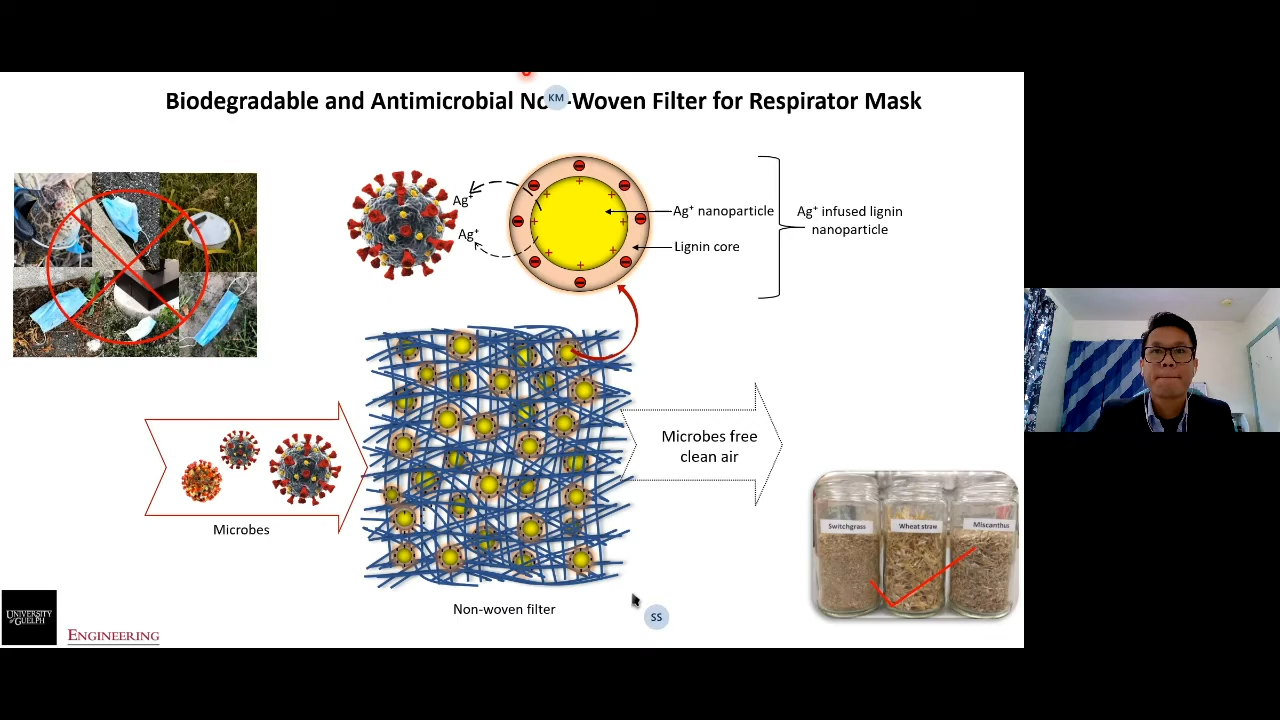 Biodegradable and Antimicrobial Non-Woven Filter for Respirator Mask
KM
Ag⁺
Ag⁺
Ag⁺ nanoparticle
Lignin core
Ag⁺ infused lignin
nanoparticle
Microbes
Microbes free
clean air
Non-woven filter
SS
Switchgrass
Wheat straw
Miscanthus
UNIVERSITY
OF GUELPH
ENGINEERING